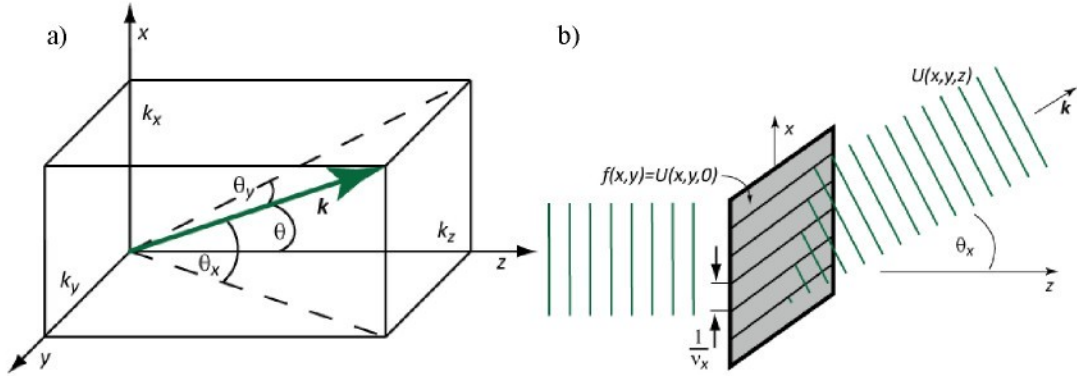 a)
x
k_x
θ_y
k
θ
k_z
z
θ_x
k_y
y
b)
U(x,y,z)
k
x
f(x,y)=U(x,y,0)
θ_x
z
1/ν_x